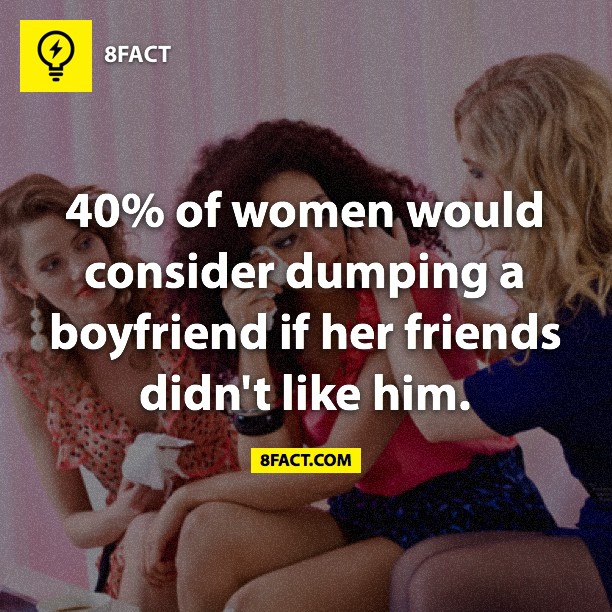 8FACT
40% of women would
consider dumping a
boyfriend if her friends
didn't like him.
8FACT.COM